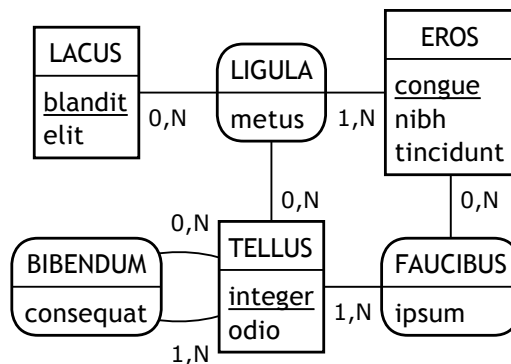 LACUS
blandit
elit
0,N
LIGULA
metus
1,N
EROS
congue
nibh
tincidunt
0,N
0,N
0,N
BIBENDUM
consequat
1,N
TELLUS
integer
odio
1,N
FAUCIBUS
ipsum